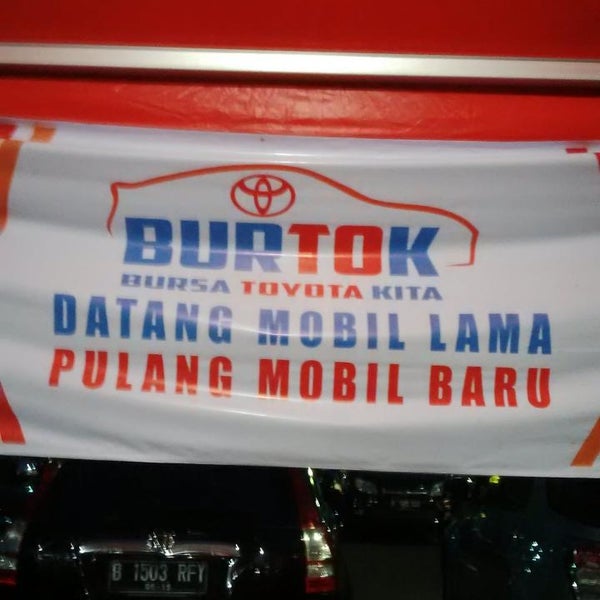 BURTOK
BURSA TOYOTA KITA
DATANG MOBIL LAMA
PULANG MOBIL BARU
B 1503 RFY